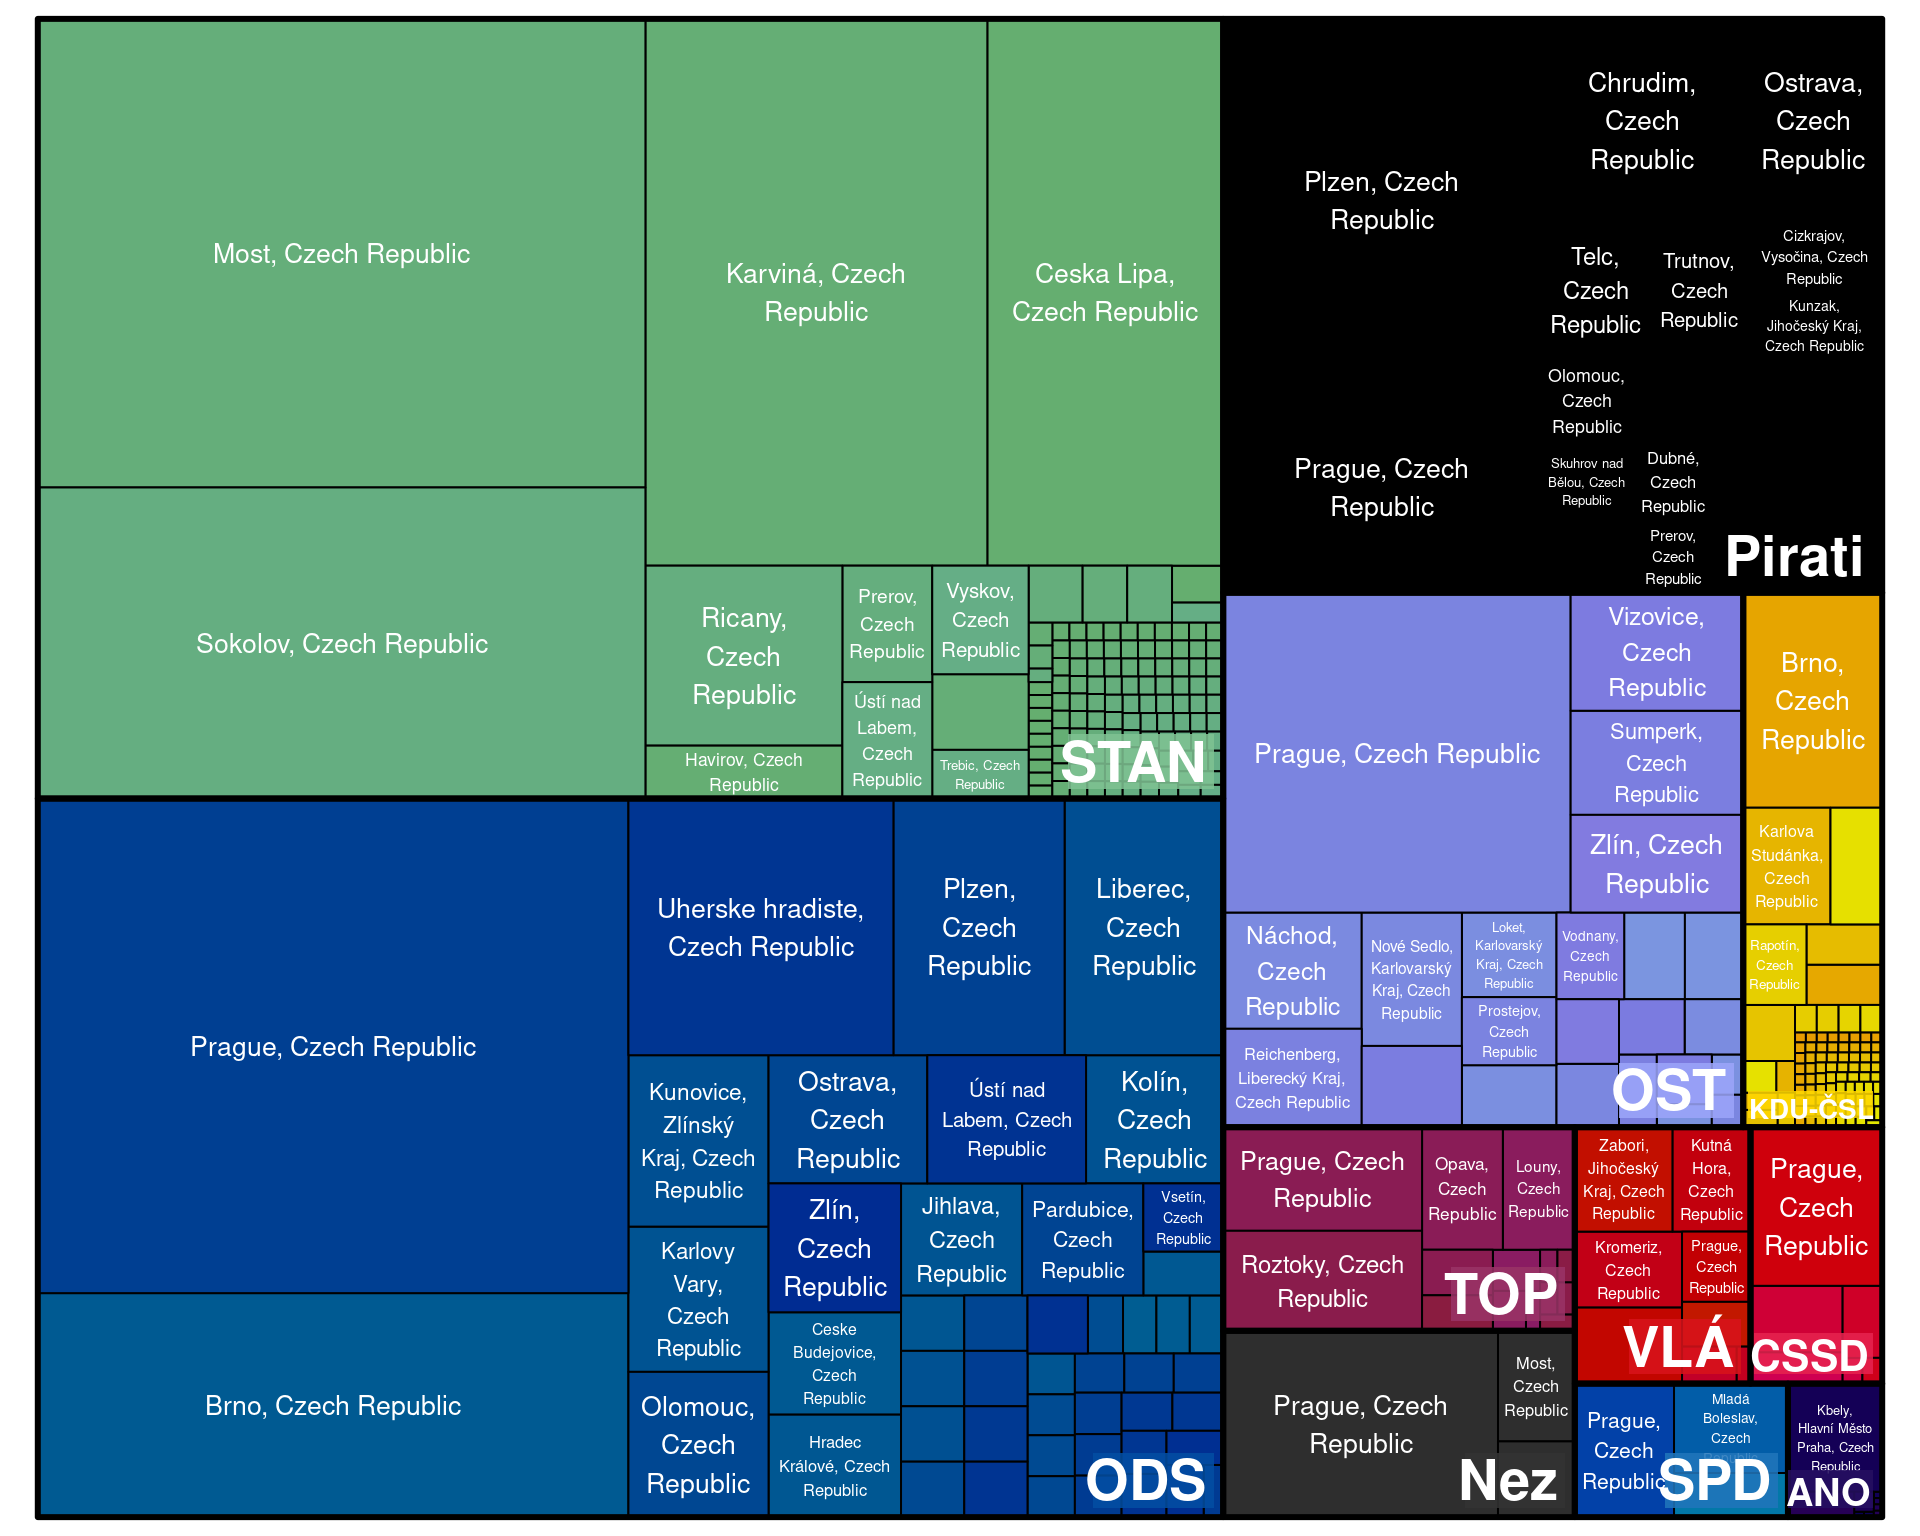 Most, Czech Republic
Sokolov, Czech Republic
Karviná, Czech
Republic
Ceska Lipa,
Czech Republic
Ricany,
Czech
Republic
Havirov, Czech
Republic
Prerov,
Czech
Republic
Ústí nad
Labem,
Czech
Republic
Vyskov,
Czech
Republic
Trebic, Czech
Republic
STAN
Plzen, Czech
Republic
Prague, Czech
Republic
Chrudim,
Czech
Republic
Ostrava,
Czech
Republic
Telc,
Czech
Republic
Trutnov,
Czech
Republic
Cizkrajov,
Vysočina, Czech
Republic
Kunzak,
Jihočeský Kraj,
Czech Republic
Olomouc,
Czech
Republic
Skuhrov nad
Bělou, Czech
Republic
Dubné,
Czech
Republic
Prerov,
Czech
Republic
Pirati
Prague, Czech Republic
Brno, Czech Republic
Uherske hradiste,
Czech Republic
Plzen,
Czech
Republic
Liberec,
Czech
Republic
Kunovice,
Zlínský
Kraj, Czech
Republic
Karlovy
Vary,
Czech
Republic
Olomouc,
Czech
Republic
Ostrava,
Czech
Republic
Ústí nad
Labem, Czech
Republic
Kolín,
Czech
Republic
Zlín,
Czech
Republic
Jihlava,
Czech
Republic
Pardubice,
Czech
Republic
Vsetín,
Czech
Republic
Ceske
Budejovice,
Czech
Republic
Hradec
Králové, Czech
Republic
ODS
Prague, Czech Republic
Vizovice,
Czech
Republic
Sumperk,
Czech
Republic
Zlín, Czech
Republic
Náchod,
Czech
Republic
Reichenberg,
Liberecký Kraj,
Czech Republic
Nové Sedlo,
Karlovarský
Kraj, Czech
Republic
Loket,
Karlovarský
Kraj, Czech
Republic
Prostejov,
Czech
Republic
Vodnany,
Czech
Republic
OST
Brno,
Czech
Republic
Karlova
Studánka,
Czech
Republic
Rapotín,
Czech
Republic
KDU-ČSL
Prague, Czech
Republic
Roztoky, Czech
Republic
Opava,
Czech
Republic
Louny,
Czech
Republic
TOP
Zabori,
Jihočeský
Kraj, Czech
Republic
Kutná
Hora,
Czech
Republic
Kromeriz,
Czech
Republic
Prague,
Czech
Republic
VLÁ
Prague,
Czech
Republic
CSSD
Prague, Czech
Republic
Most,
Czech
Republic
Nez
Prague,
Czech
Republic
Mladá
Boleslav,
Czech
Republic
SPD
Kbely,
Hlavní Město
Praha, Czech
Republic
ANO